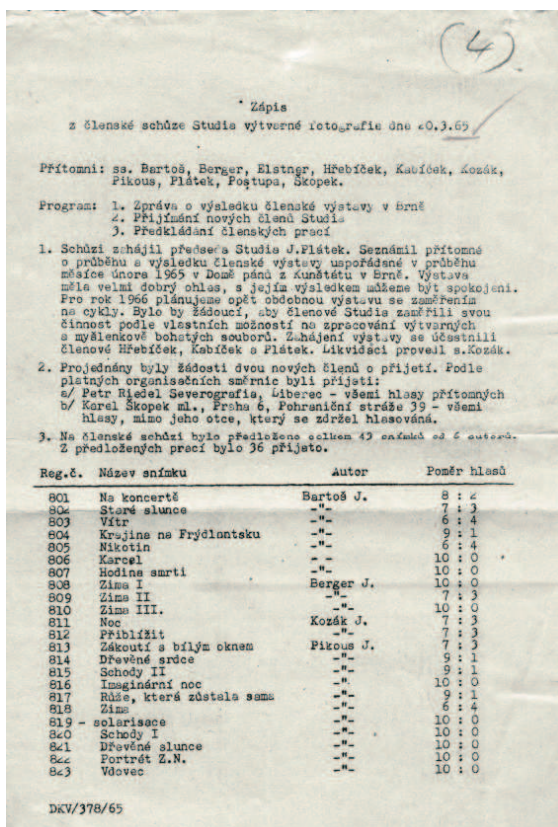 4
Zápis
z členské schůze Studia výtvarné fotografie dne 20.3.65
Přítomni: ss. Bartoš, Berger, Elstner, Hřebíček, Kabíček, Kozák,
Pikous, Plátek, Postupa, Škopek.
Program: 1. Zpráva o výsledku členské výstavy v Brně
2. Přijímání nových členů Studia
3. Předkládání členských prací
1. Schůzi zahájil předseda Studia J.Plátek. Seznámil přítomné
o průběhu a výsledku členské výstavy uspořádané v průběhu
měsíce února 1965 v Domě pánů z Kunštátu v Brně. Výstava
měla velmi dobrý ohlas, s jejím výsledkem můžeme být spokojeni.
Pro rok 1966 plánujeme opět obdobnou výstavu se zaměřením
na cykly. Bylo by žádoucí, aby členové Studia zaměřili svou
činnost podle vlastních možností na zpracování výtvarných
a myšlenkově bohatých souborů. Zahájení výstavy se účastnili
členové Hřebíček, Kabíček a Plátek. Likvidaci provedl s.Kozák.
2. Projednány byly žádosti dvou nových členů o přijetí. Podle
platných organisačních směrnic byli přijati:
a/ Petr Riedel Severografia, Liberec - všemi hlasy přítomných
b/ Karel Škopek ml., Praha 6, Pohraniční stráže 39 - všemi
hlasy, mimo jeho otce, který se zdržel hlasování.
3. Na členské schůzi bylo předloženo celkem 43 snímků od 6 autorů.
Z předložených prací bylo 36 přijato.
Reg.č. Název snímku Autor Poměr hlasů
801 Na koncertě Bartoš J. 8 : 2
802 Staré slunce -"- 7 : 3
803 Vítr -"- 6 : 4
804 Krajina na Frýdlantsku -"- 9 : 1
805 Nikotin -"- 6 : 4
806 Karcel - - 10 : 0
807 Hodina smrti -"- 10 : 0
808 Zima I Berger J. 10 : 0
809 Zima II -"- 7 : 3
810 Zima III. -"- 10 : 0
811 Noc Kozák J. 7 : 3
812 Přiblížit -"- 7 : 3
813 Zákoutí s bílým oknem Pikous J. 7 : 3
814 Dřevěné srdce -"- 9 : 1
815 Schody II -"- 9 : 1
816 Imaginární noc -"- 10 : 0
817 Růže, která zůstala sama -"- 9 : 1
818 Zima -"- 6 : 4
819 - solarisace -"- 10 : 0
820 Schody I -"- 10 : 0
821 Dřevěné slunce -"- 10 : 0
822 Portrét Z.N. -"- 10 : 0
823 Vdovec -"- 10 : 0
DKV/378/65